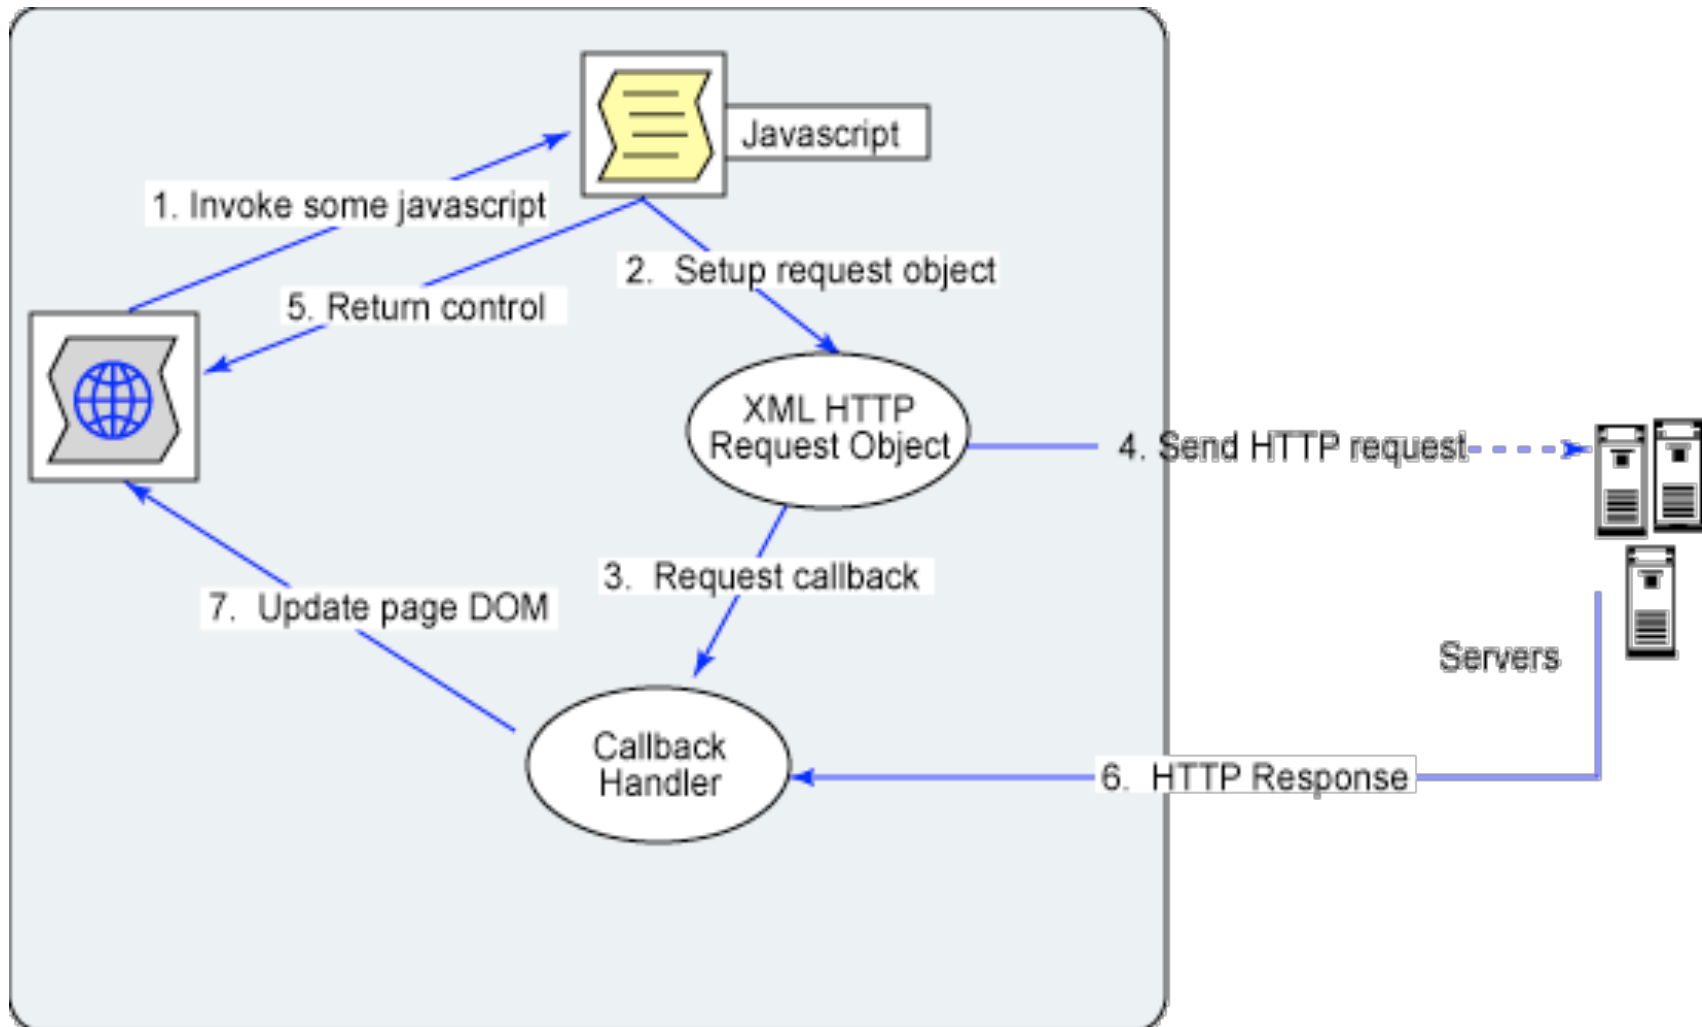 Javascript
1. Invoke some javascript
2. Setup request object
5. Return control
XML HTTP
Request Object
4. Send HTTP request
3. Request callback
7. Update page DOM
Servers
Callback
Handler
6. HTTP Response